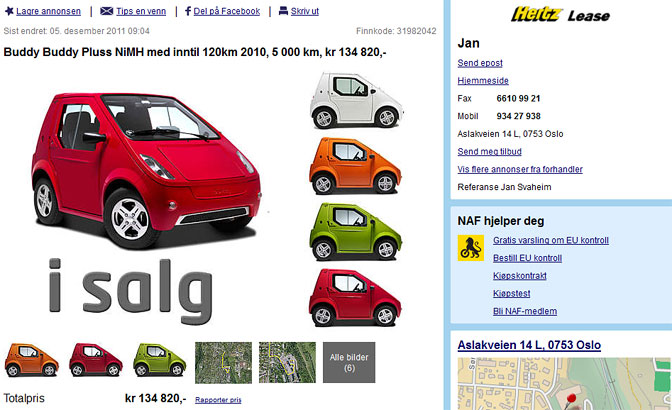 Lagre annonsen | Tips en venn | Del på Facebook | Skriv ut
Sist endret: 05. desember 2011 09:04 Finnkode: 31982042
Buddy Buddy Pluss NiMH med inntil 120km 2010, 5 000 km, kr 134 820,-
i salg
Alle bilder
(6)
Totalpris kr 134 820,- Rapporter pris
Hertz Lease
Jan
Send epost
Hjemmeside
Fax 6610 99 21
Mobil 934 27 938
Aslakveien 14 L, 0753 Oslo
Send meg tilbud
Vis flere annonser fra forhandler
Referanse Jan Svaheim
NAF hjelper deg
Gratis varsling om EU kontroll
Bestill EU kontroll
Kjøpskontrakt
Kjøpstest
Bli NAF-medlem
Aslakveien 14 L, 0753 Oslo